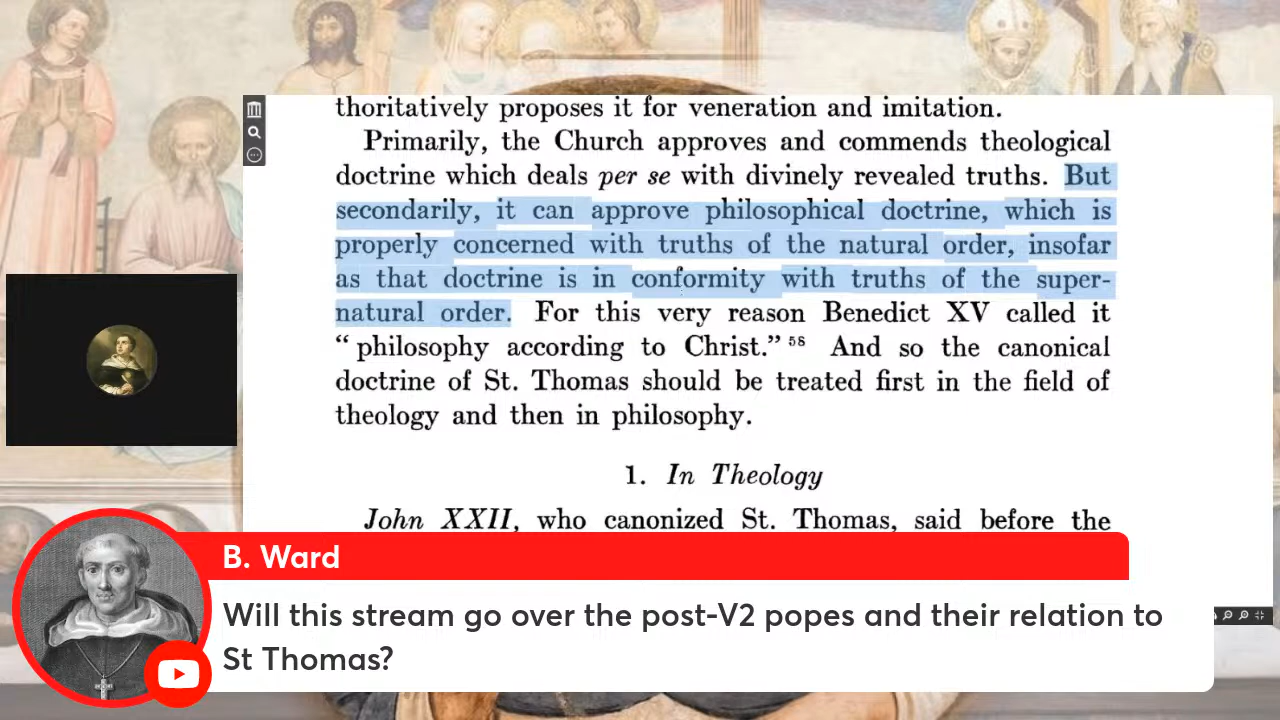 thoritatively proposes it for veneration and imitation.
Primarily, the Church approves and commends theological
doctrine which deals per se with divinely revealed truths. But
secondarily, it can approve philosophical doctrine, which is
properly concerned with truths of the natural order, insofar
as that doctrine is in conformity with truths of the super-
natural order. For this very reason Benedict XV called it
“philosophy according to Christ.” 58 And so the canonical
doctrine of St. Thomas should be treated first in the field of
theology and then in philosophy.
1. In Theology
John XXII, who canonized St. Thomas, said before the
B. Ward
Will this stream go over the post-V2 popes and their relation to
St Thomas?